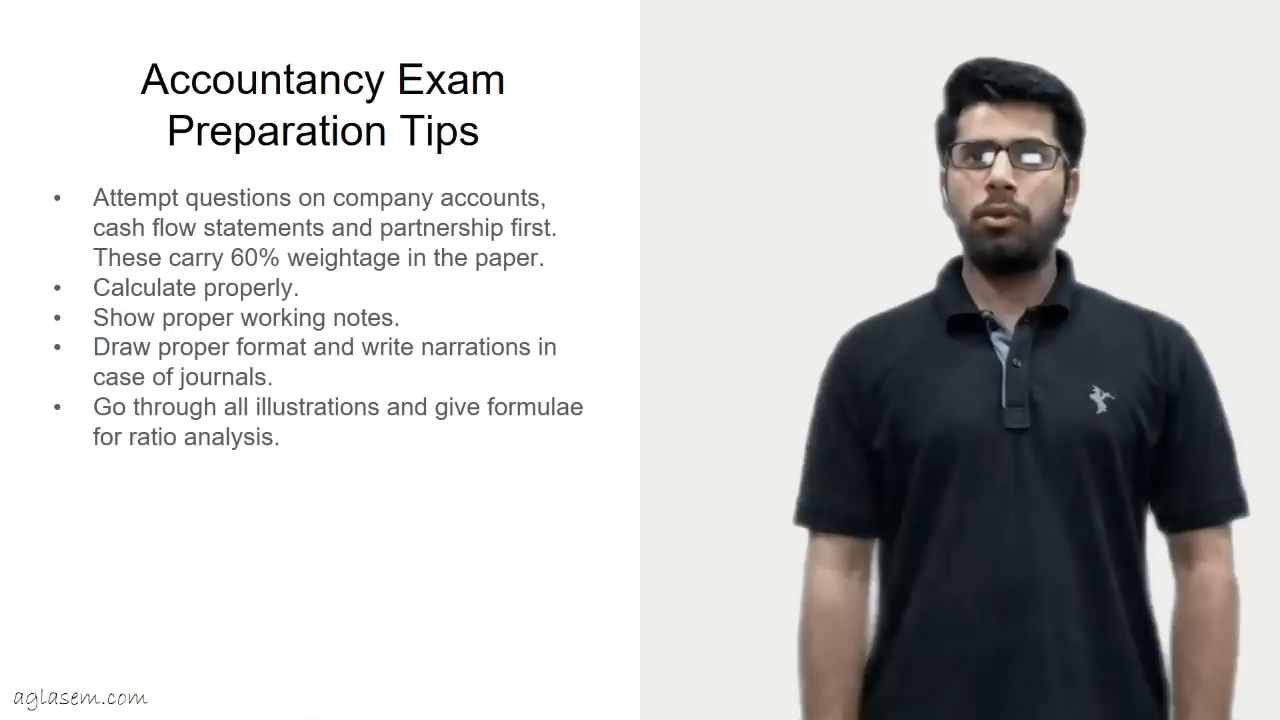 Accountancy Exam
Preparation Tips
• Attempt questions on company accounts,
cash flow statements and partnership first.
These carry 60% weightage in the paper.
• Calculate properly.
• Show proper working notes.
• Draw proper format and write narrations in
case of journals.
• Go through all illustrations and give formulae
for ratio analysis.
aglasem.com